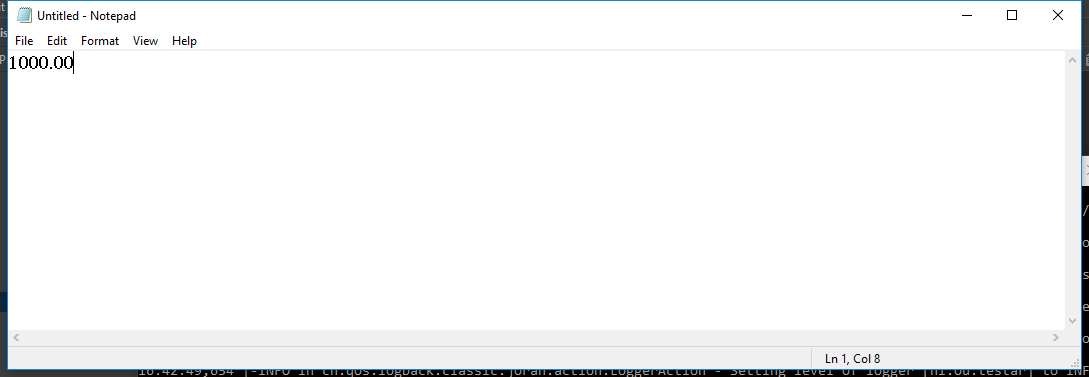 Untitled - Notepad
File Edit Format View Help
1000.00
Ln 1, Col 8
16:42:49,654 |-INFO in ch.qos.logback.classic.joran.action.LoggerAction - Setting level of logger [nl.ou.testar] to